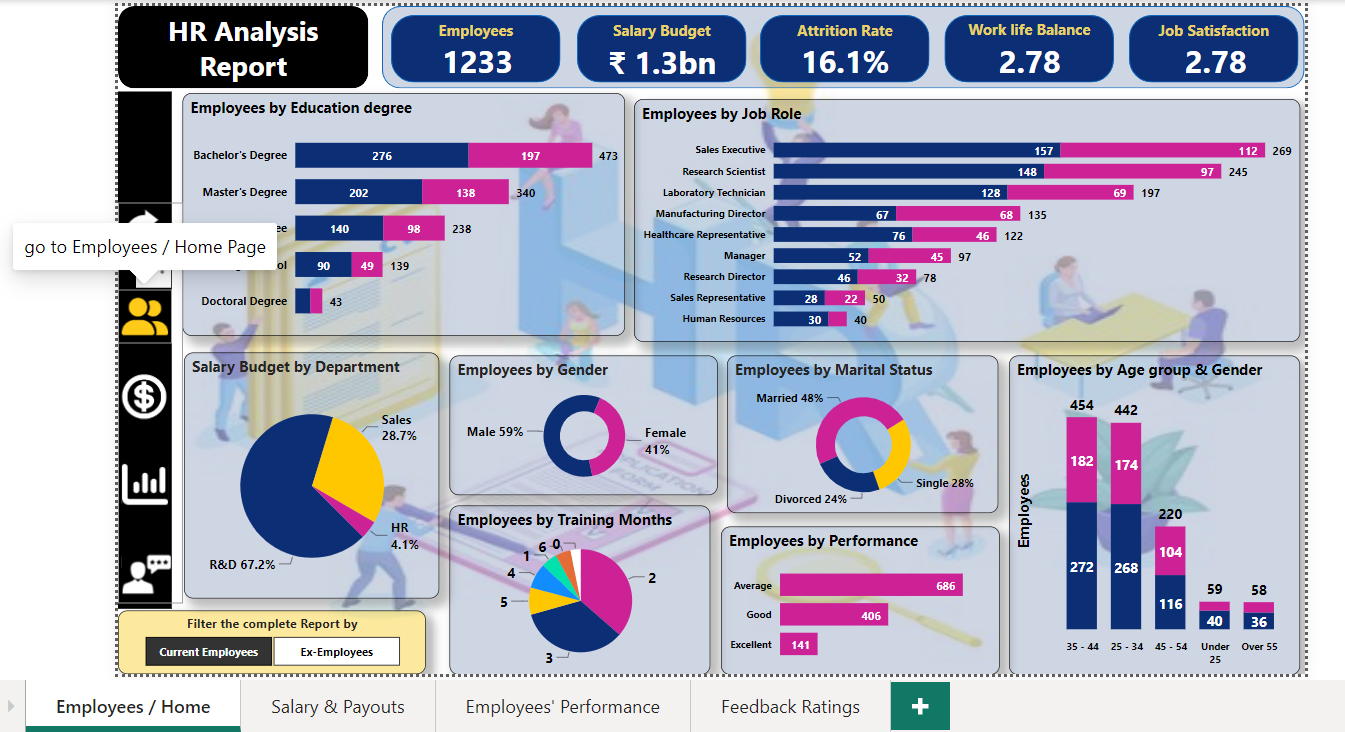 HR Analysis
Report
Employees
1233
Salary Budget
₹ 1.3bn
Attrition Rate
16.1%
Work life Balance
2.78
Job Satisfaction
2.78
Employees by Education degree
Bachelor's Degree 276 197 473
Master's Degree 202 138 340
ee 140 98 238
ol 90 49 139
Doctoral Degree 43
go to Employees / Home Page
Employees by Job Role
Sales Executive 157 112 269
Research Scientist 148 97 245
Laboratory Technician 128 69 197
Manufacturing Director 67 68 135
Healthcare Representative 76 46 122
Manager 52 45 97
Research Director 46 32 78
Sales Representative 28 22 50
Human Resources 30 40
Salary Budget by Department
Sales
28.7%
HR
4.1%
R&D 67.2%
Employees by Gender
Male 59%
Female
41%
Employees by Training Months
0
6
1
4
5
3
2
Employees by Marital Status
Married 48%
Single 28%
Divorced 24%
Employees by Performance
Average 686
Good 406
Excellent 141
Employees by Age group & Gender
Employees
454 442 220 59 58
182 174 104
272 268 116 40 36
35 - 44 25 - 34 45 - 54 Under Over 55
25
Filter the complete Report by
Current Employees Ex-Employees
Employees / Home Salary & Payouts Employees' Performance Feedback Ratings +